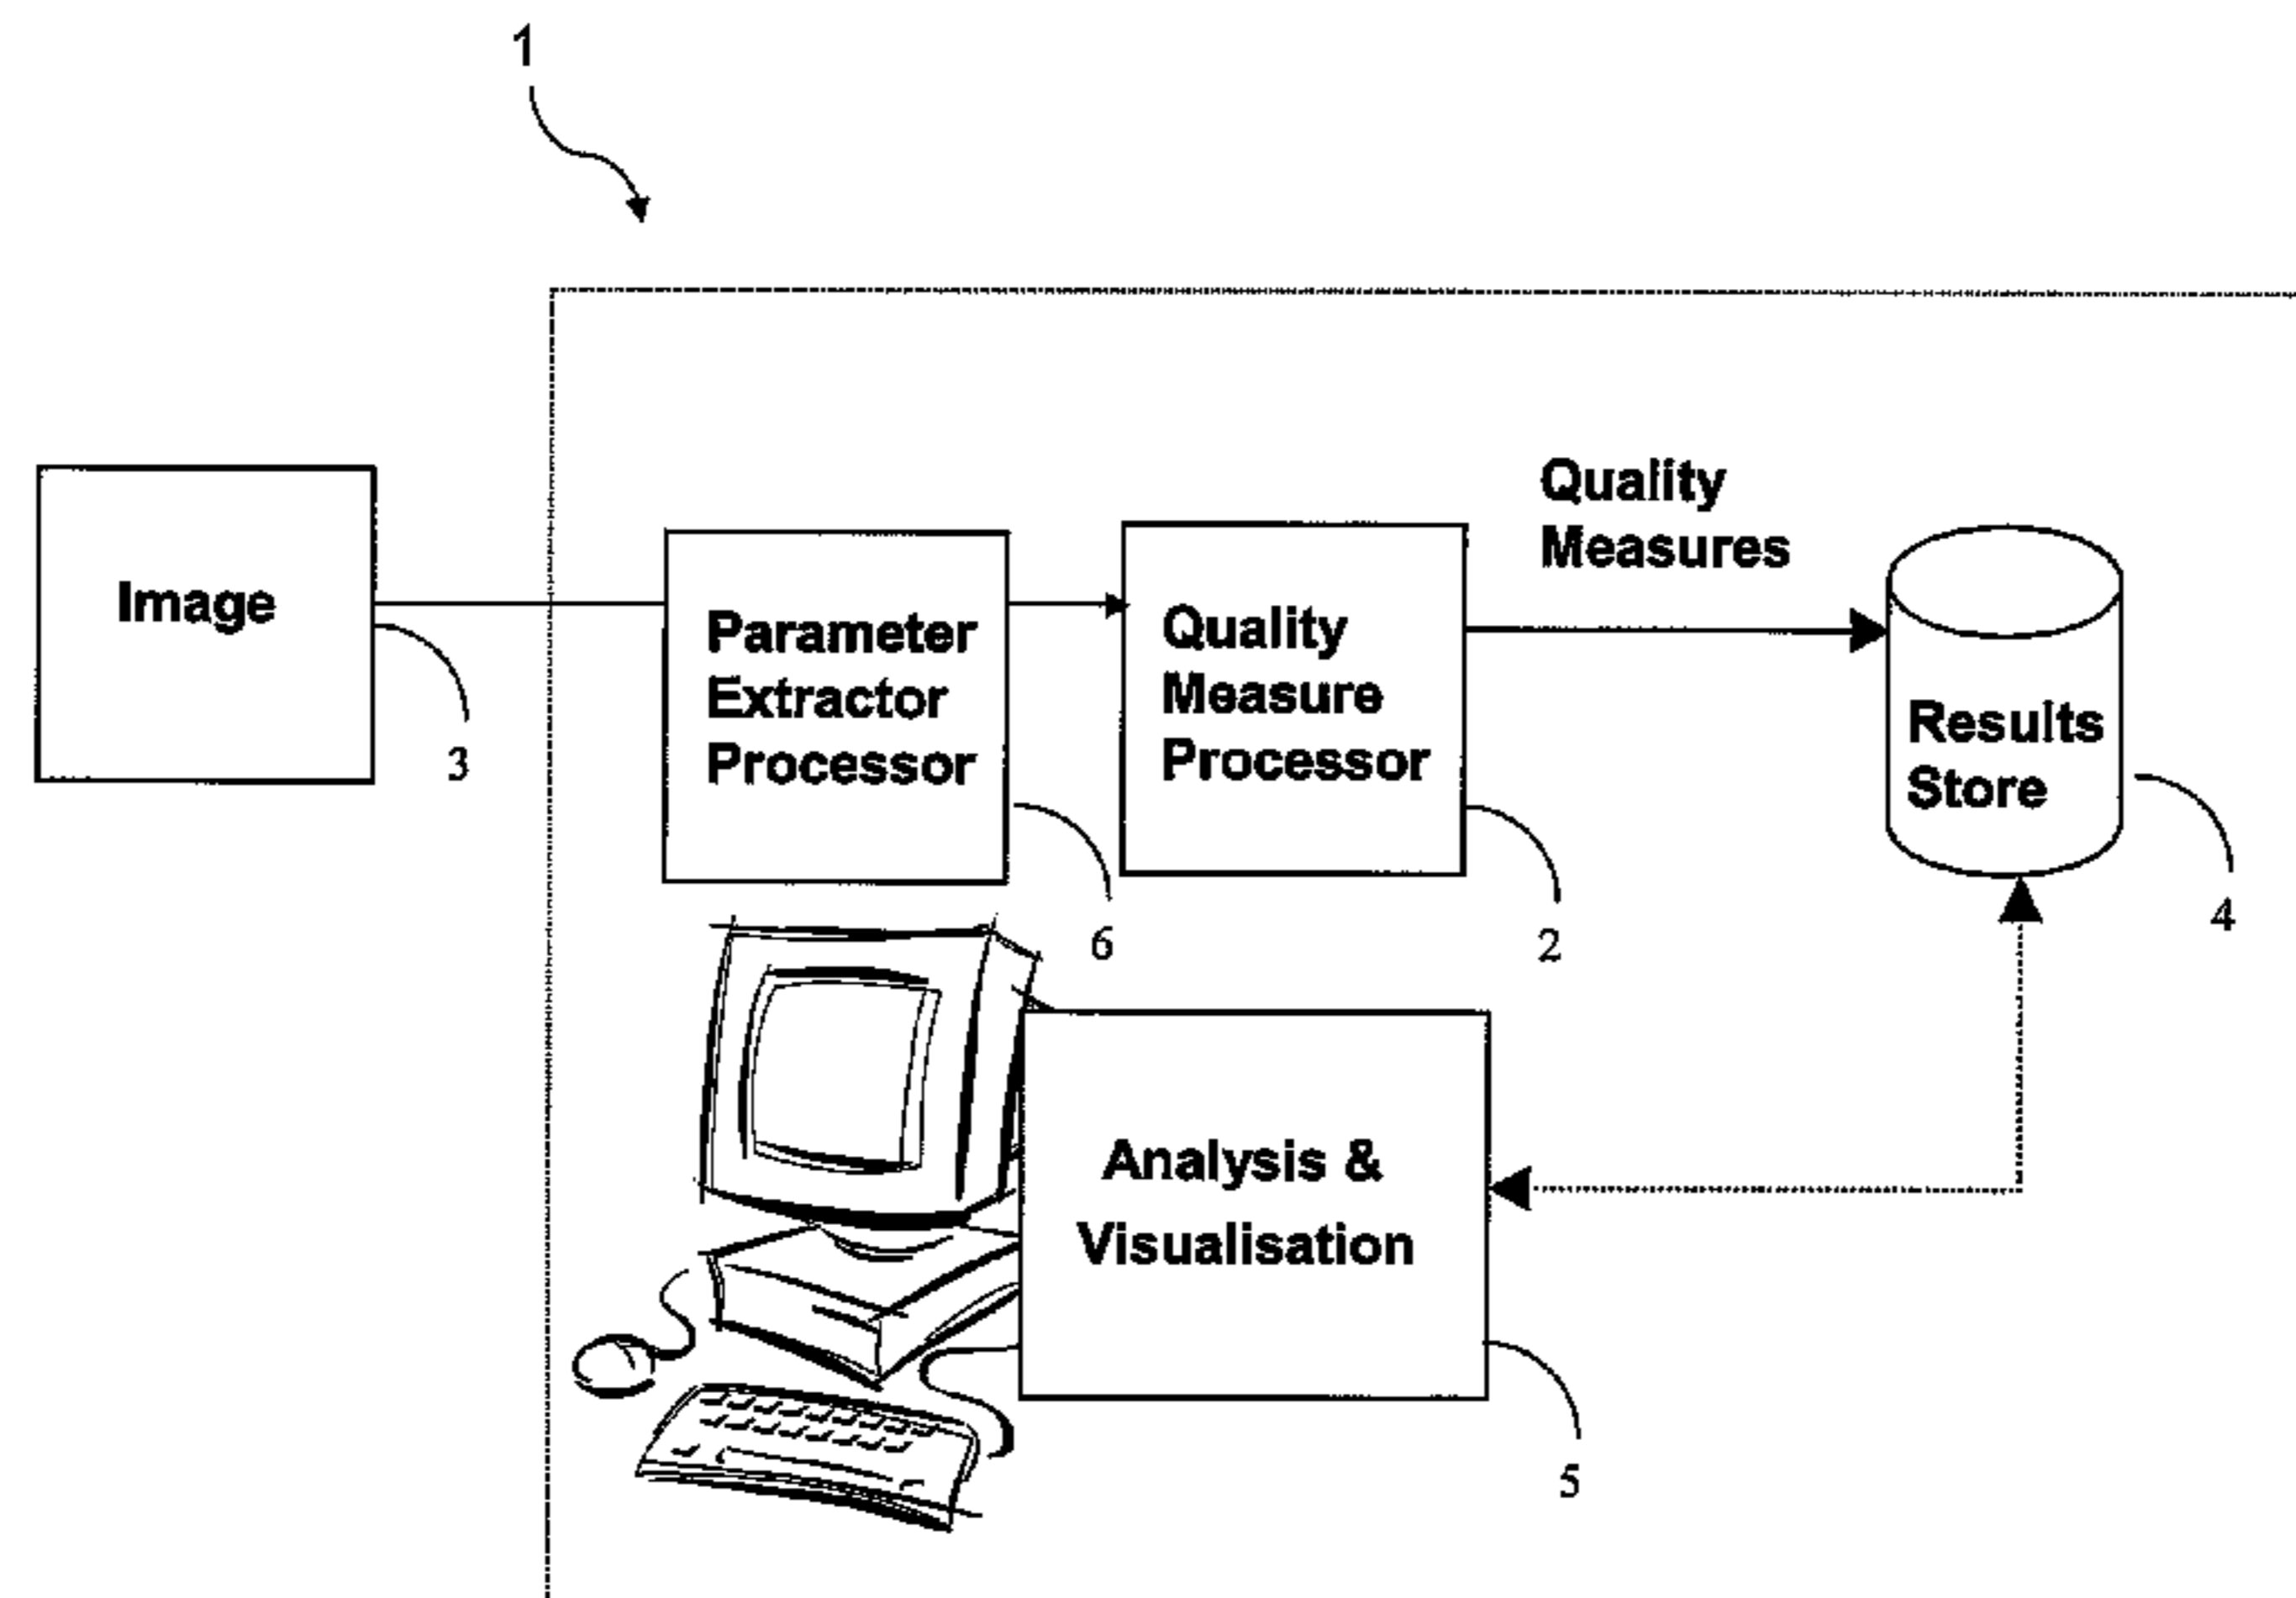 1
Image
3
Parameter
Extractor
Processor
6
Quality
Measure
Processor
2
Quality
Measures
Results
Store
4
Analysis &
Visualisation
5